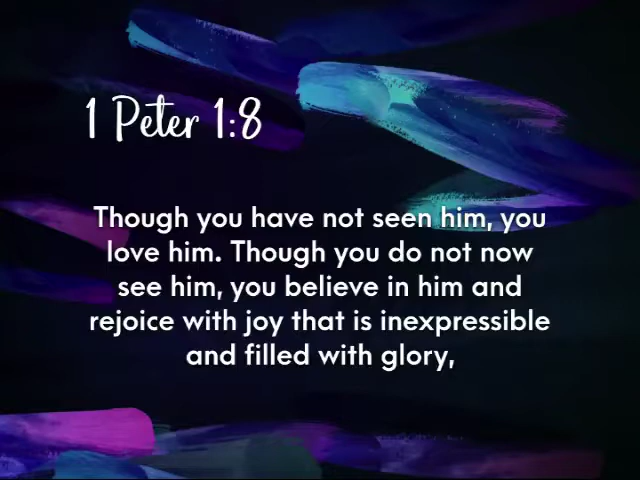 1 Peter 1:8
Though you have not seen him, you
love him. Though you do not now
see him, you believe in him and
rejoice with joy that is inexpressible
and filled with glory,